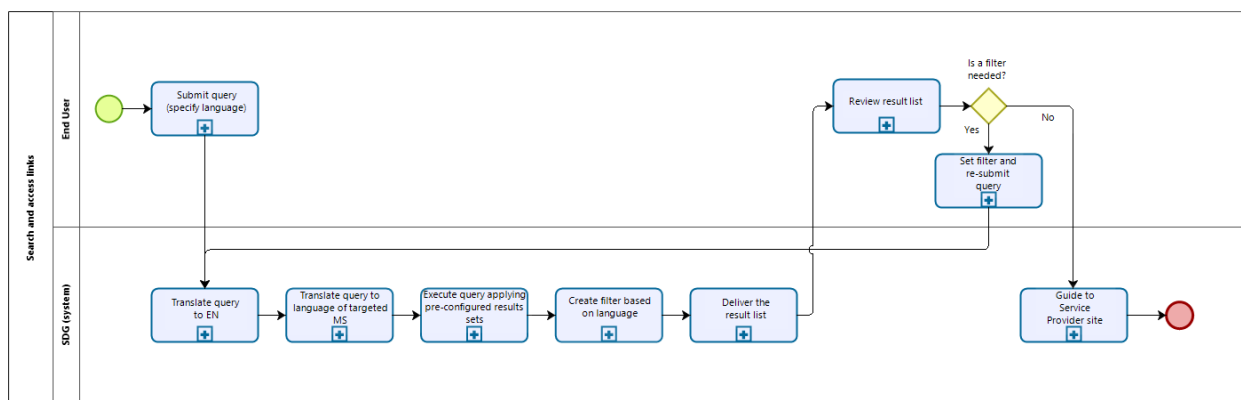 Search and access links
End User
Submit query
(specify language)
Review result list
Is a filter
needed?
Yes
No
Set filter and
re-submit
query
SDG (system)
Translate query
to EN
Translate query to
language of targeted
MS
Execute query applying
pre-configured results
sets
Create filter based
on language
Deliver the
result list
Guide to
Service
Provider site